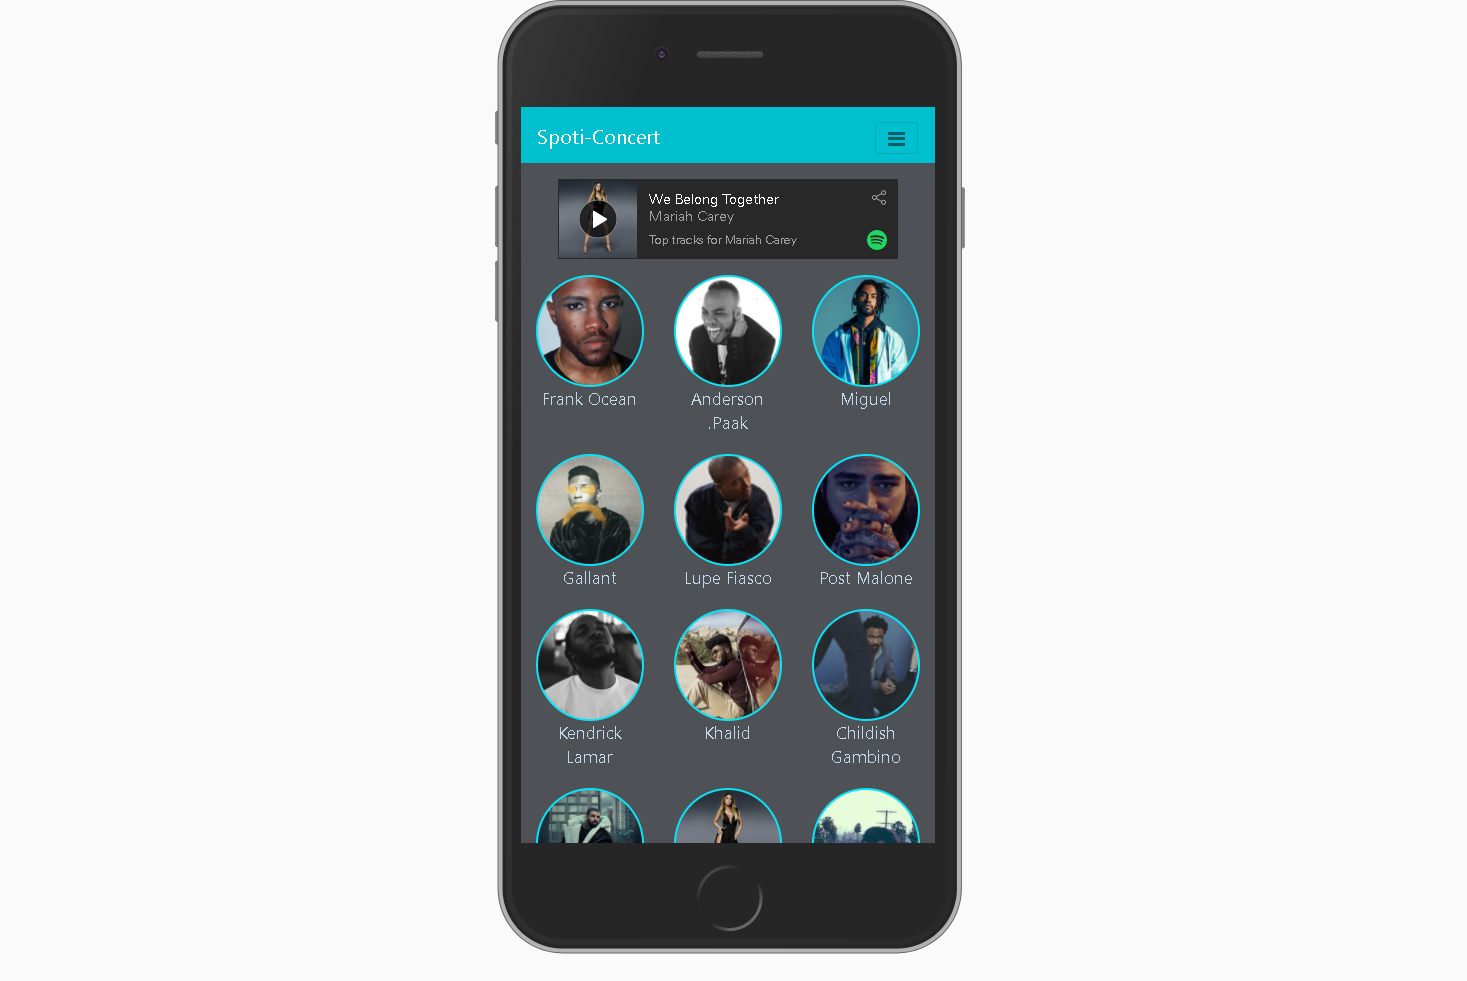 Spoti-Concert
We Belong Together
Mariah Carey
Top tracks for Mariah Carey
Frank Ocean
Anderson
.Paak
Miguel
Gallant
Lupe Fiasco
Post Malone
Kendrick
Lamar
Khalid
Childish
Gambino